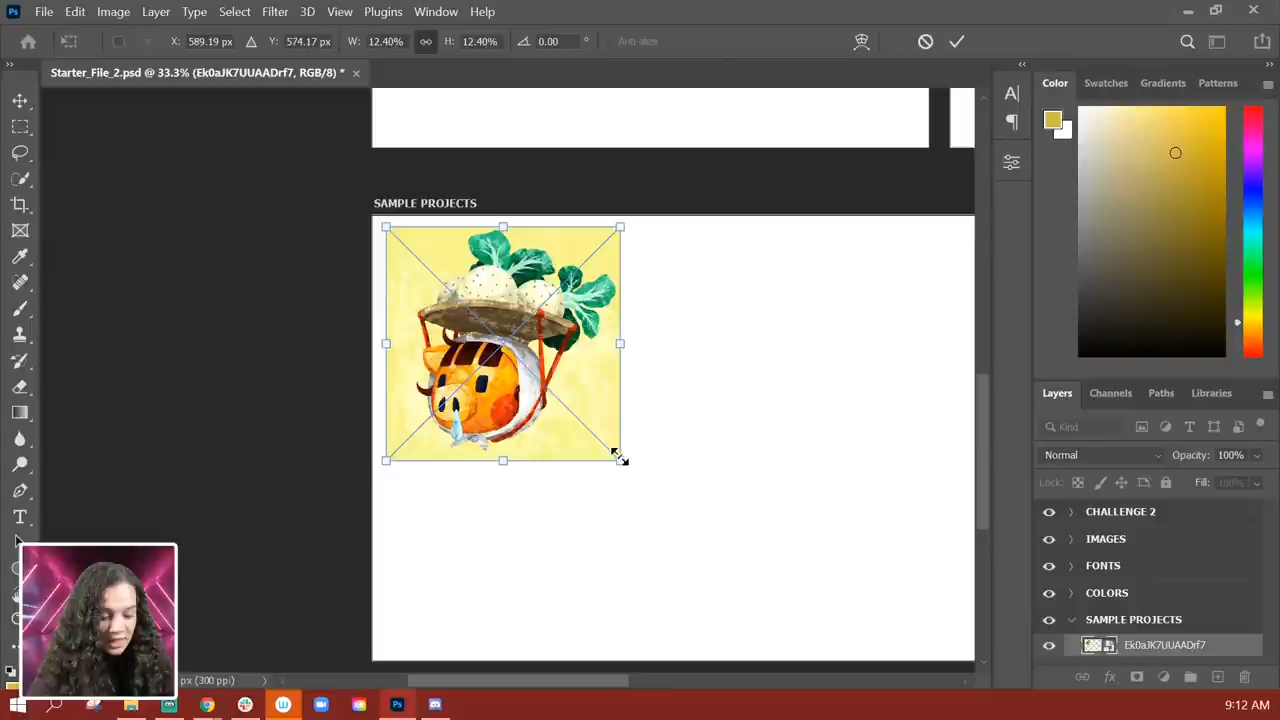 Ps File Edit Image Layer Type Select Filter 3D View Plugins Window Help
X: 589.19 px Y: 574.17 px W: 12.40% H: 12.40% 0.00 ° Anti-alias
Starter_File_2.psd @ 33.3% (Ek0aJK7UUAADrf7, RGB/8) *
Color Swatches Gradients Patterns
SAMPLE PROJECTS
Layers Channels Paths Libraries
Kind
Normal Opacity: 100%
Lock: Fill: 100%
CHALLENGE 2
IMAGES
FONTS
COLORS
SAMPLE PROJECTS
Ek0aJK7UUAADrf7
px (300 ppi)
9:12 AM